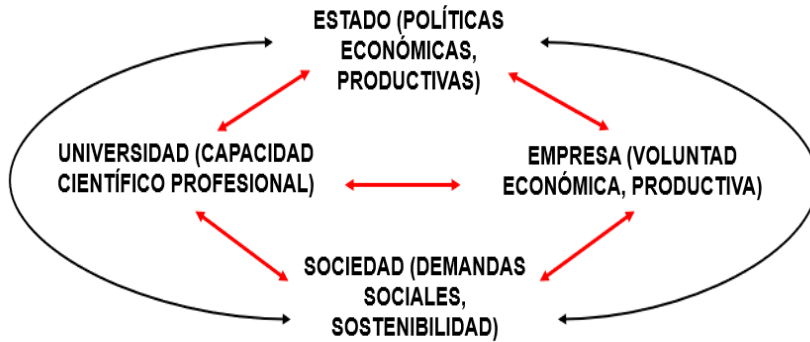 ESTADO (POLÍTICAS
ECONÓMICAS,
PRODUCTIVAS)
UNIVERSIDAD (CAPACIDAD
CIENTÍFICO PROFESIONAL)
EMPRESA (VOLUNTAD
ECONÓMICA, PRODUCTIVA)
SOCIEDAD (DEMANDAS
SOCIALES,
SOSTENIBILIDAD)